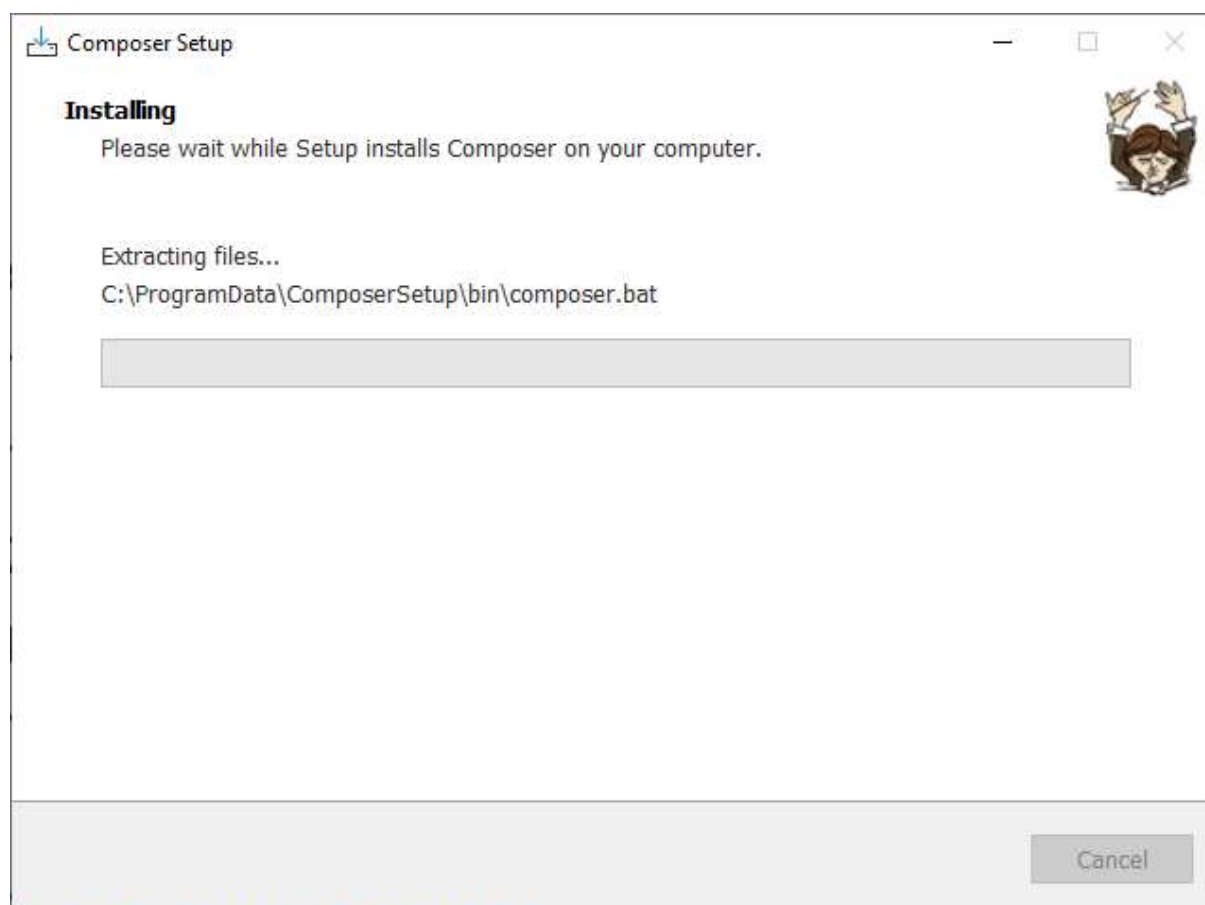 Composer Setup
Installing
Please wait while Setup installs Composer on your computer.
Extracting files...
C:\ProgramData\ComposerSetup\bin\composer.bat
Cancel